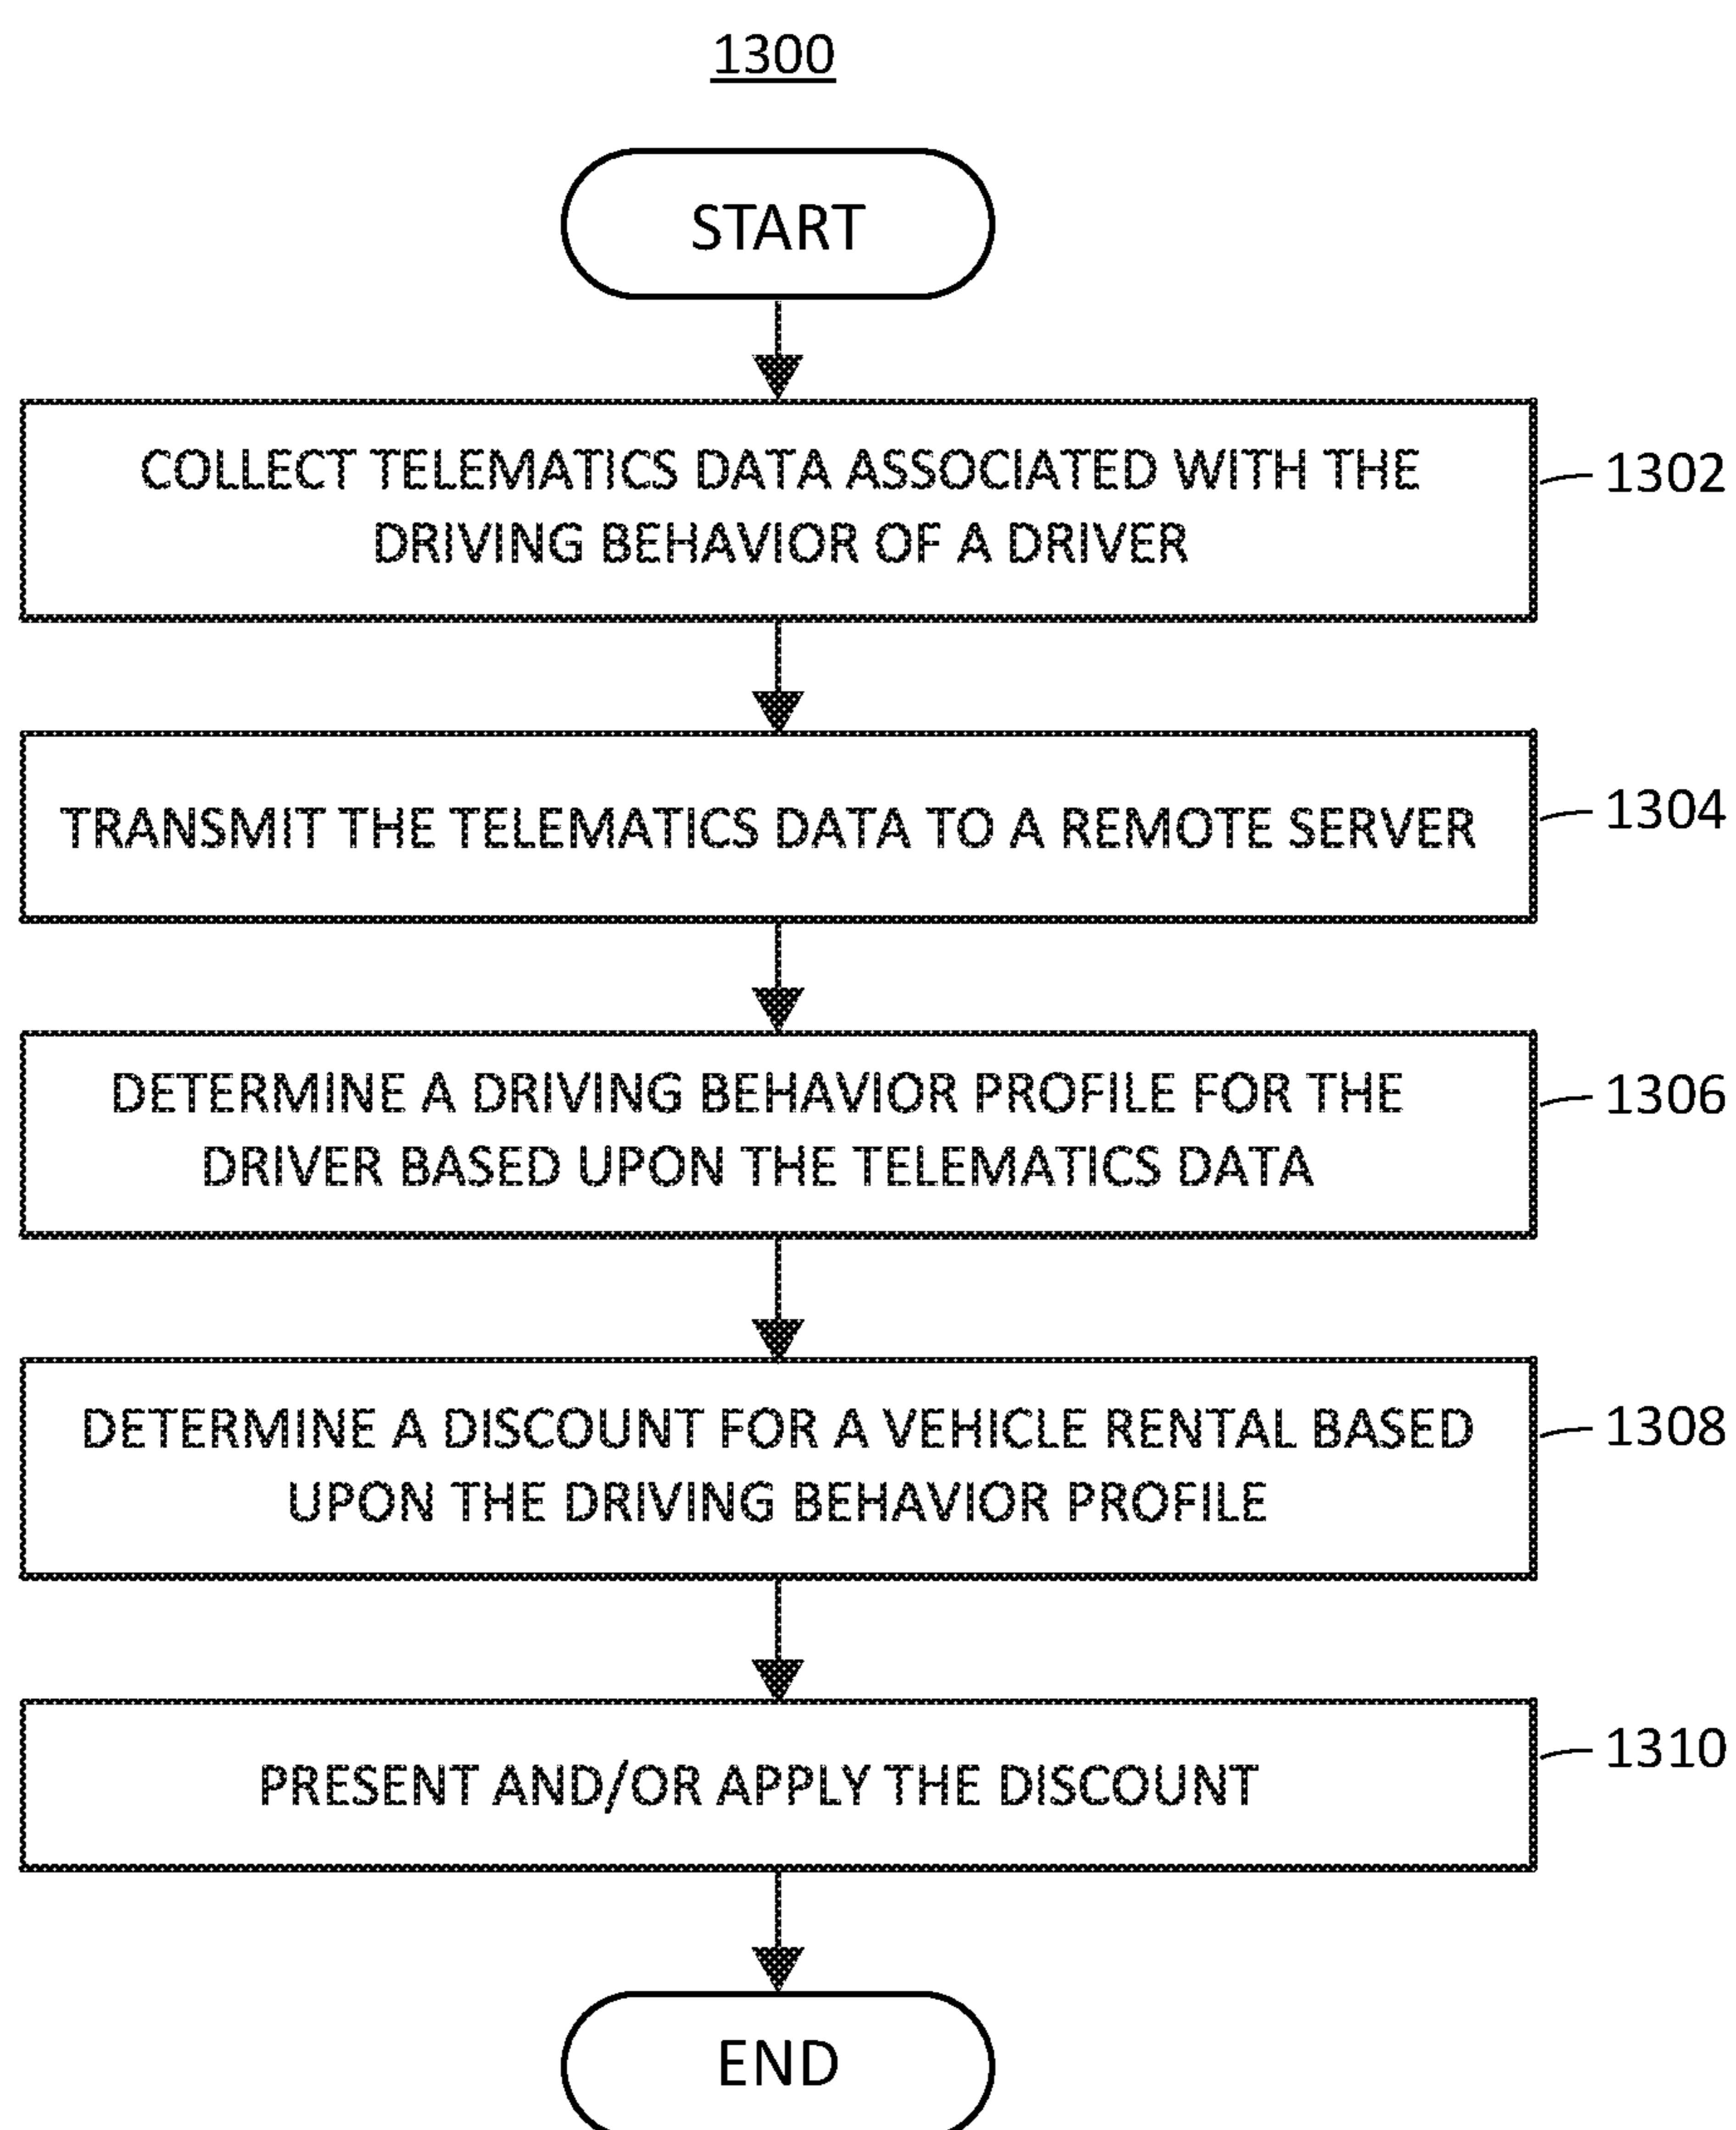 1300
START
COLLECT TELEMATICS DATA ASSOCIATED WITH THE
DRIVING BEHAVIOR OF A DRIVER
1302
TRANSMIT THE TELEMATICS DATA TO A REMOTE SERVER
1304
DETERMINE A DRIVING BEHAVIOR PROFILE FOR THE
DRIVER BASED UPON THE TELEMATICS DATA
1306
DETERMINE A DISCOUNT FOR A VEHICLE RENTAL BASED
UPON THE DRIVING BEHAVIOR PROFILE
1308
PRESENT AND/OR APPLY THE DISCOUNT
1310
END